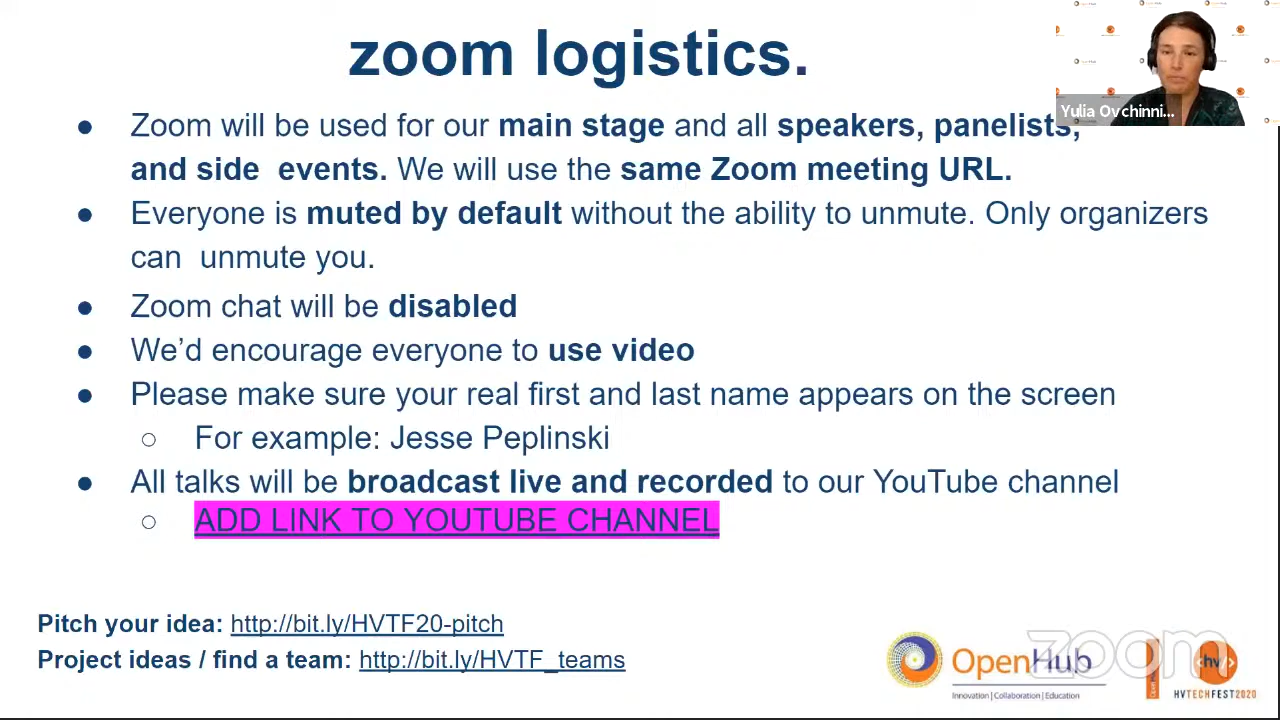 zoom logistics.
Yulia Ovchinni...
● Zoom will be used for our main stage and all speakers, panelists,
and side events. We will use the same Zoom meeting URL.
● Everyone is muted by default without the ability to unmute. Only organizers
can unmute you.
● Zoom chat will be disabled
● We’d encourage everyone to use video
● Please make sure your real first and last name appears on the screen
○ For example: Jesse Peplinski
● All talks will be broadcast live and recorded to our YouTube channel
○ ADD LINK TO YOUTUBE CHANNEL
Pitch your idea: http://bit.ly/HVTF20-pitch
Project ideas / find a team: http://bit.ly/HVTF_teams
OpenHub
Innovation | Collaboration | Education
zoom
hv/>
HVTECHFEST2020